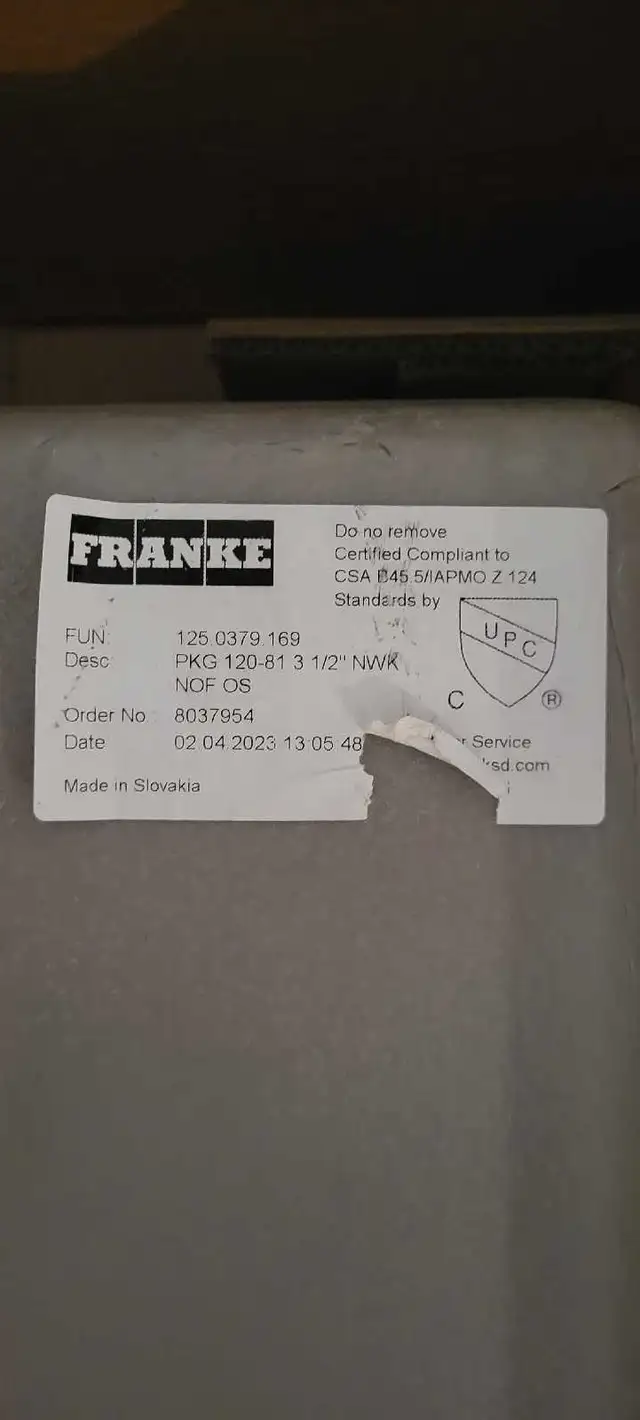 FRANKE
Do no remove
Certified Compliant to
CSA B45.5/IAPMO Z 124
Standards by
UPC
C ®
FUN: 125.0379.169
Desc PKG 120-81 3 1/2" NWK
NOF OS
Order No 8037954
Date 02.04.2023 13:05:48
Made in Slovakia
r Service
ksd.com